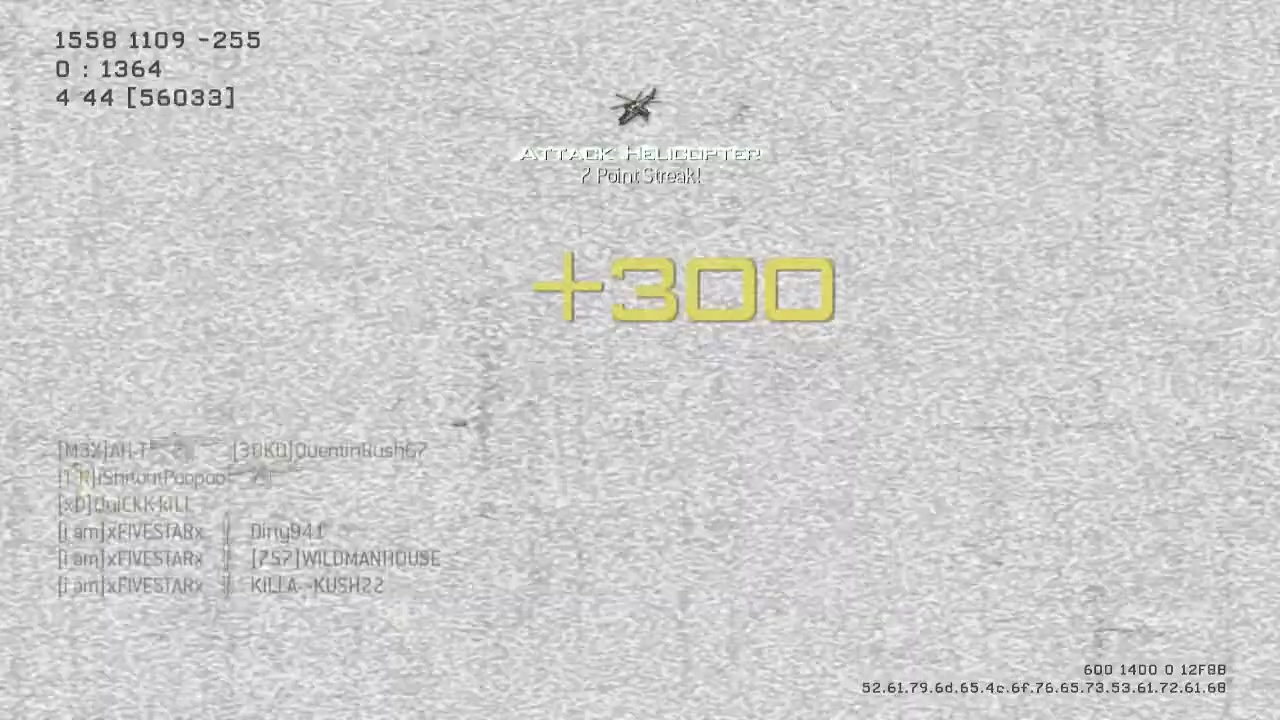 1558 1109 -255
0 : 1364
4 44 [56033]
ATTACK HELICOPTER
7 Point Streak!
+300
[3DKD]QuentinKush67
[xD]QuiCKK-kILL
[i am]xFIVESTARx Dirty941
[i am]xFIVESTARx [757]WILDMANHOUSE
[i am]xFIVESTARx KILLA--KUSH22
600 1400 0 12F8B
52.61.79.6d.65.4c.6f.76.65.73.53.61.72.61.68